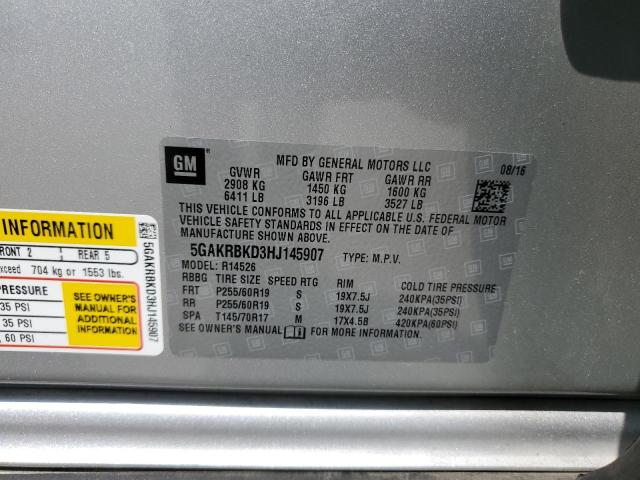 GM
MFD BY GENERAL MOTORS LLC
08/16
GVWR GAWR FRT GAWR RR
2908 KG 1450 KG 1600 KG
6411 LB 3196 LB 3527 LB
THIS VEHICLE CONFORMS TO ALL APPLICABLE U.S. FEDERAL MOTOR
VEHICLE SAFETY STANDARDS IN EFFECT ON THE DATE OF
MANUFACTURE SHOWN ABOVE.
5GAKRBKD3HJ145907 TYPE: M.P.V.
MODEL: R14526
RBBG TIRE SIZE SPEED RTG RIM COLD TIRE PRESSURE
FRT P255/60R19 S 19X7.5J 240KPA(35PSI)
RR P255/60R19 S 19X7.5J 240KPA(35PSI)
SPA T145/70R17 M 17X4.5B 420KPA(60PSI)
SEE OWNER'S MANUAL FOR ADDITIONAL INFORMATION.
INFORMATION
FRONT 2 REAR 5
exceed 704 kg or 1553 lbs.
PRESSURE
35 PSI
35 PSI
, 60 PSI
SEE OWNER'S
MANUAL FOR
ADDITIONAL
INFORMATION
5GAKRBKD3HJ145907